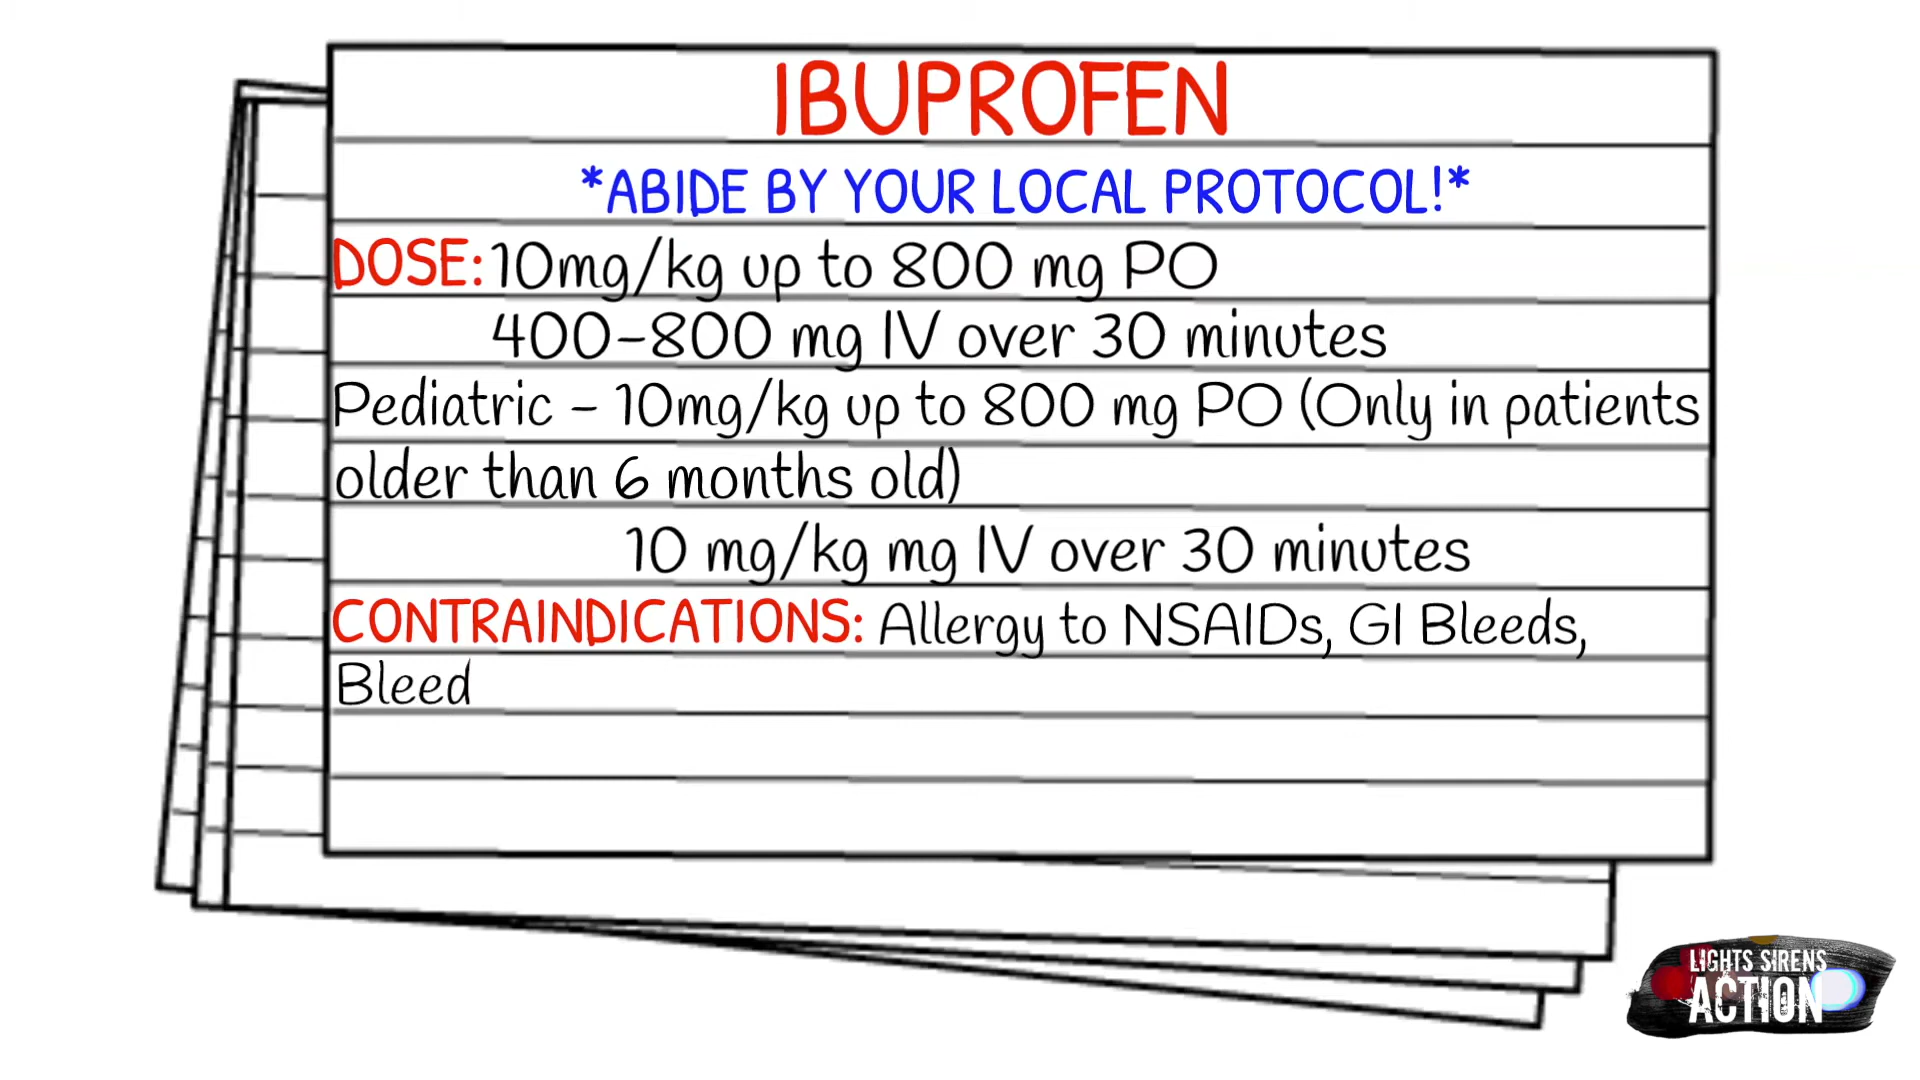 IBUPROFEN
*ABIDE BY YOUR LOCAL PROTOCOL!*
DOSE: 10mg/kg up to 800 mg PO
400-800 mg IV over 30 minutes
Pediatric - 10mg/kg up to 800 mg PO (Only in patients
older than 6 months old)
10 mg/kg mg IV over 30 minutes
CONTRAINDICATIONS: Allergy to NSAIDs, GI Bleeds,
Bleed
LIGHTS SIRENS
ACTION